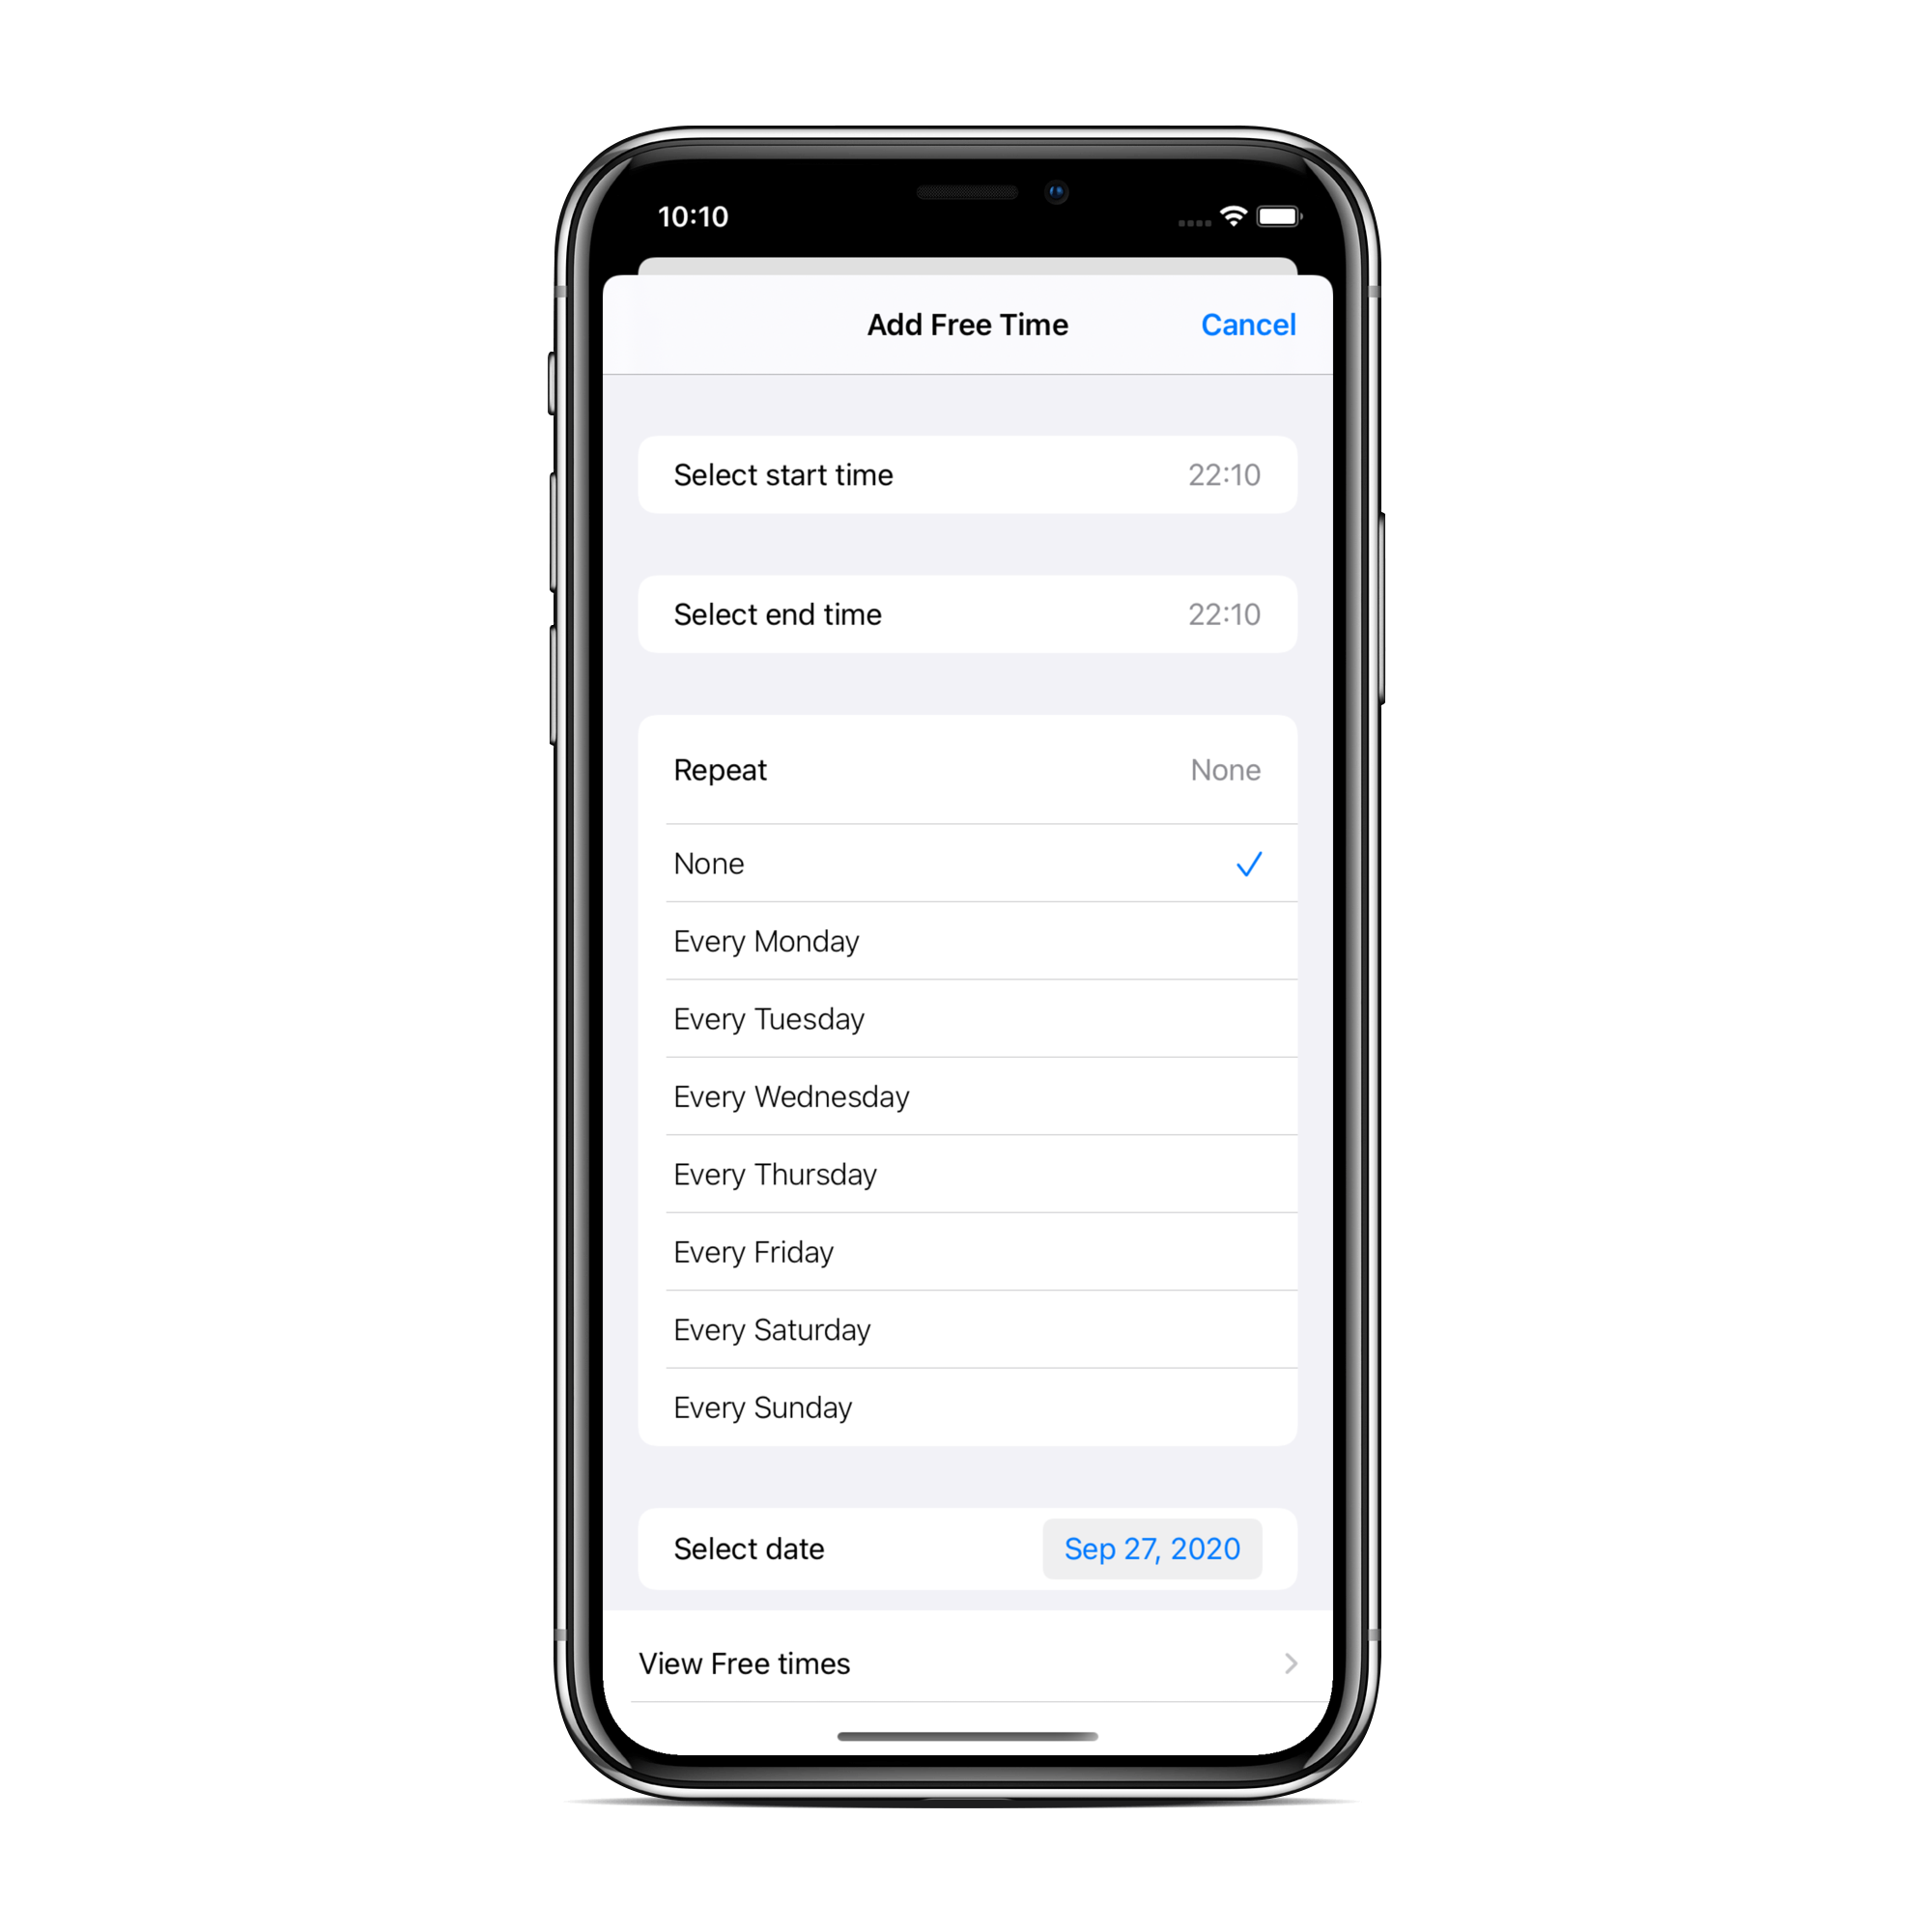 10:10
Add Free Time Cancel
Select start time 22:10
Select end time 22:10
Repeat None
None
Every Monday
Every Tuesday
Every Wednesday
Every Thursday
Every Friday
Every Saturday
Every Sunday
Select date Sep 27, 2020
View Free times